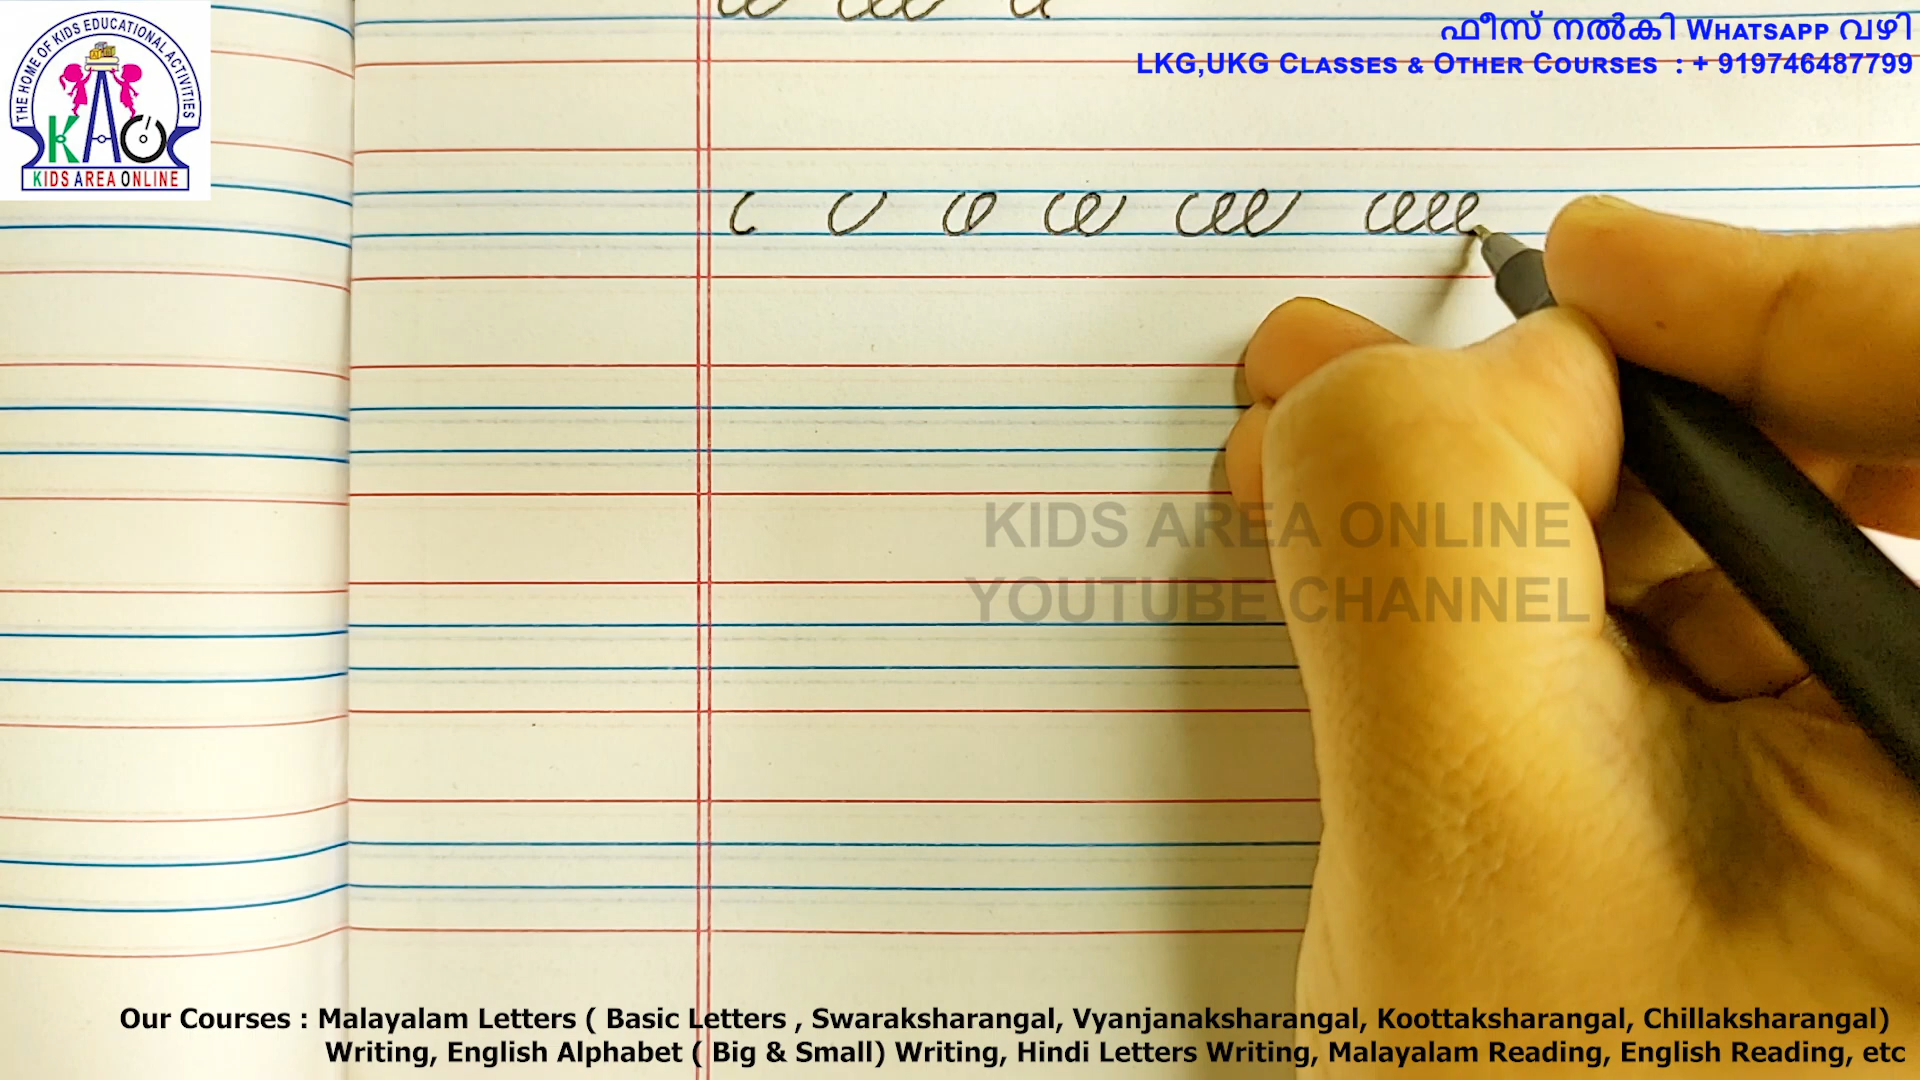 THE HOME OF KIDS EDUCATIONAL ACTIVITIES
KAO
KIDS AREA ONLINE
ഫീസ് നൽകി WHATSAPP വഴി
LKG,UKG CLASSES & OTHER COURSES : + 919746487799
KIDS AREA ONLINE
YOUTUBE CHANNEL
Our Courses : Malayalam Letters ( Basic Letters , Swaraksharangal, Vyanjanaksharangal, Koottaksharangal, Chillaksharangal)
Writing, English Alphabet ( Big & Small) Writing, Hindi Letters Writing, Malayalam Reading, English Reading, etc